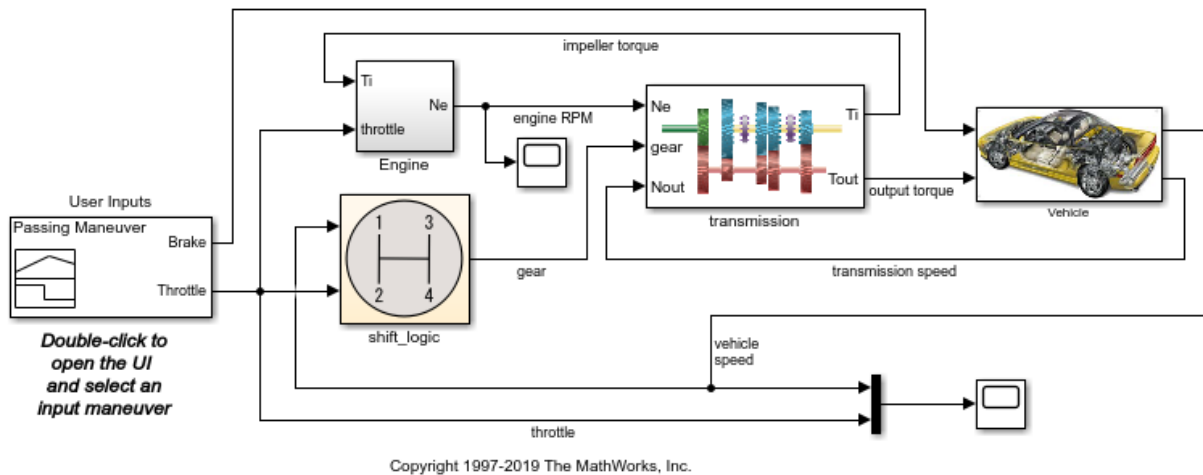 impeller torque
Ti
Ne
throttle
Engine
engine RPM
Ne
gear
Nout
Ti
Tout
transmission
output torque
Vehicle
User Inputs
Passing Maneuver
Brake
Throttle
Double-click to
open the UI
and select an
input maneuver
1
3
2
4
shift_logic
gear
transmission speed
vehicle
speed
throttle
Copyright 1997-2019 The MathWorks, Inc.